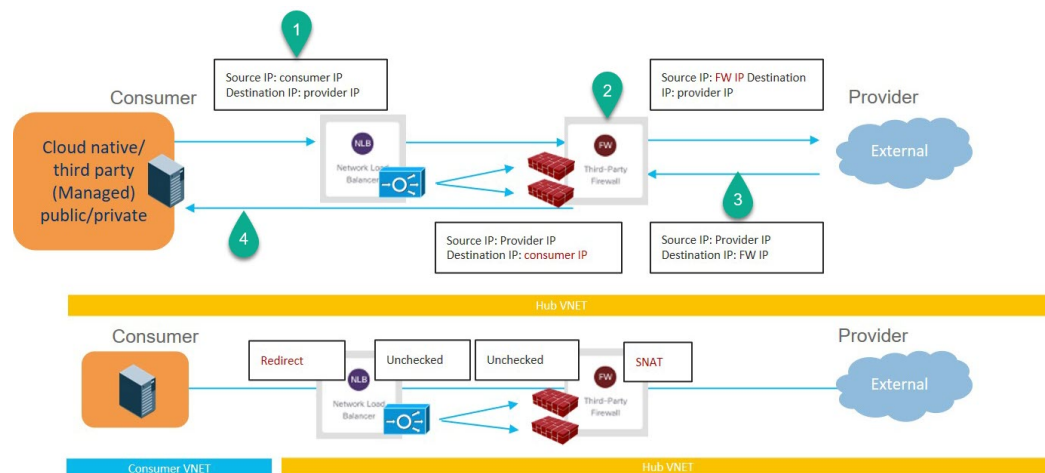 1
Source IP: consumer IP
Destination IP: provider IP
Consumer
Cloud native/
third party
(Managed)
public/private
NLB
Network Load
Balancer
2
FW
Third-Party
Firewall
Source IP: FW IP Destination
IP: provider IP
Provider
External
3
4
Source IP: Provider IP
Destination IP: consumer IP
Source IP: Provider IP
Destination IP: FW IP
Hub VNET
Consumer
Provider
Redirect
Unchecked
Unchecked
SNAT
NLB
Network Load
Balancer
FW
Third-Party
Firewall
External
Consumer VNET
Hub VNET